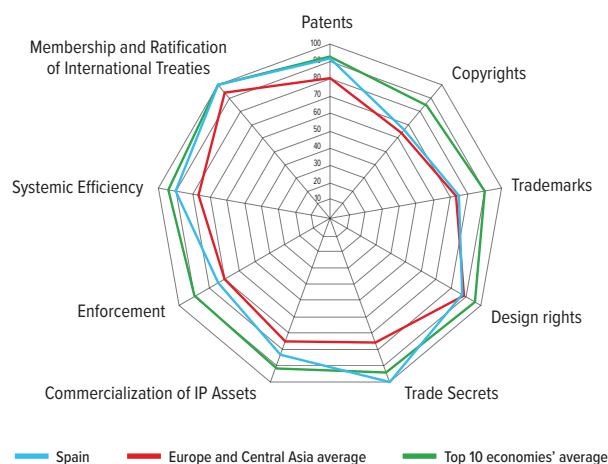 Patents
Membership and Ratification
of International Treaties
Copyrights
100
90
80
70
60
50
40
30
20
10
Systemic Efficiency
Trademarks
Enforcement
Design rights
Commercialization of IP Assets
Trade Secrets
Spain
Europe and Central Asia average
Top 10 economies’ average